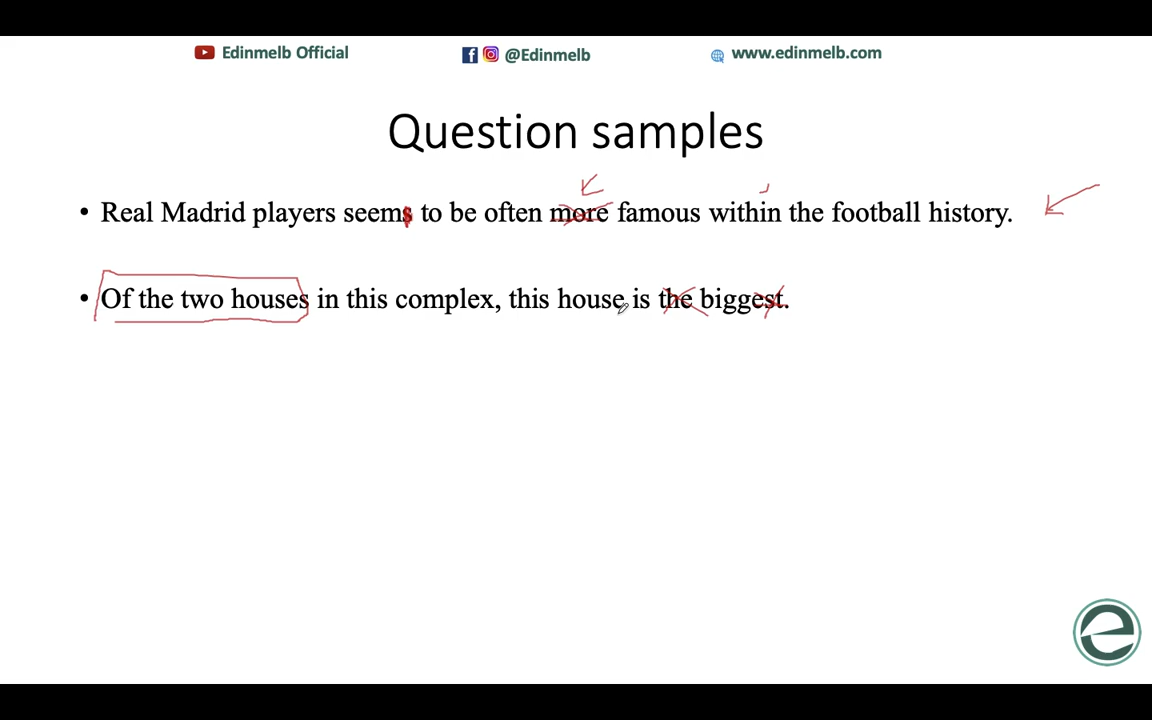 Edinmelb Official @Edinmelb www.edinmelb.com
Question samples
• Real Madrid players seems to be often more famous within the football history.
• Of the two houses in this complex, this house is the biggest.